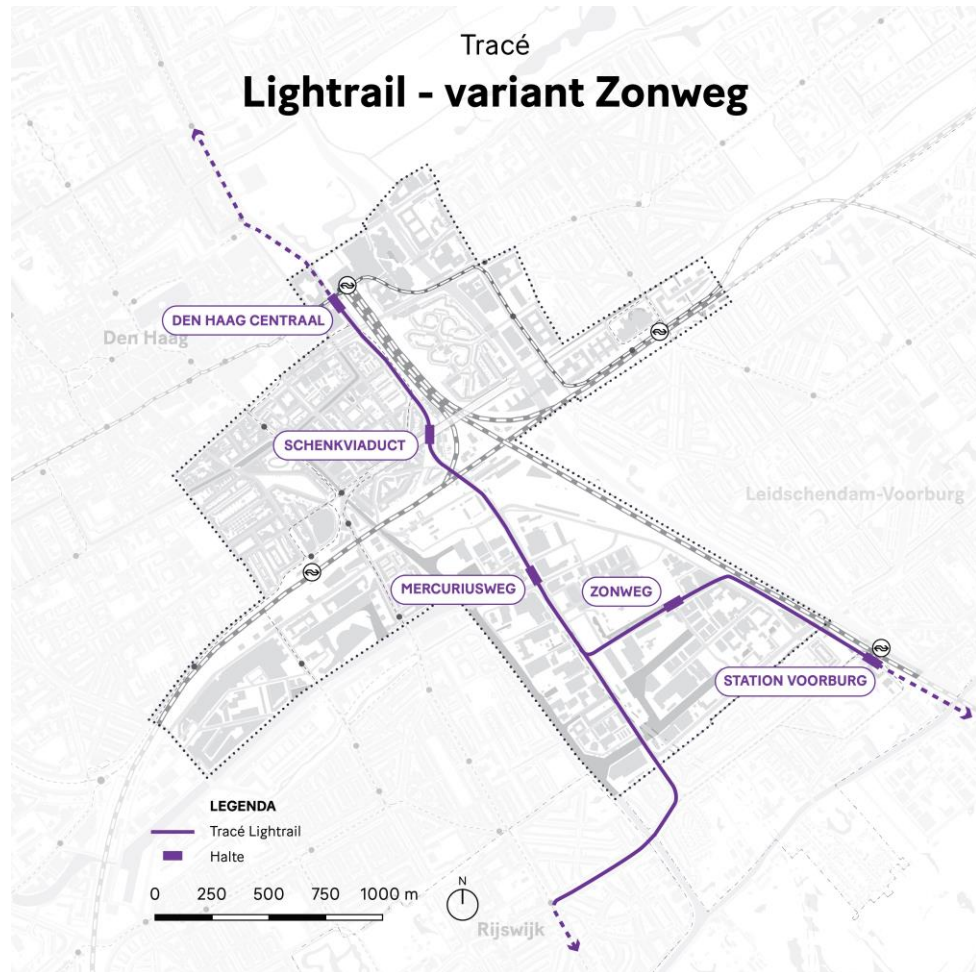 Tracé
Lightrail - variant Zonweg
DEN HAAG CENTRAAL
Den Haag
SCHENKVIADUCT
Leidschendam-Voorburg
MERCURIUSWEG
ZONWEG
STATION VOORBURG
LEGENDA
Tracé Lightrail
Halte
0 250 500 750 1000 m
N
Rijswijk